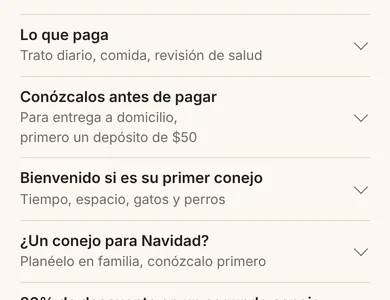 Lo que paga
Trato diario, comida, revisión de salud
Conózcalos antes de pagar
Para entrega a domicilio,
primero un depósito de $50
Bienvenido si es su primer conejo
Tiempo, espacio, gatos y perros
¿Un conejo para Navidad?
Planéelo en familia, conózcalo primero